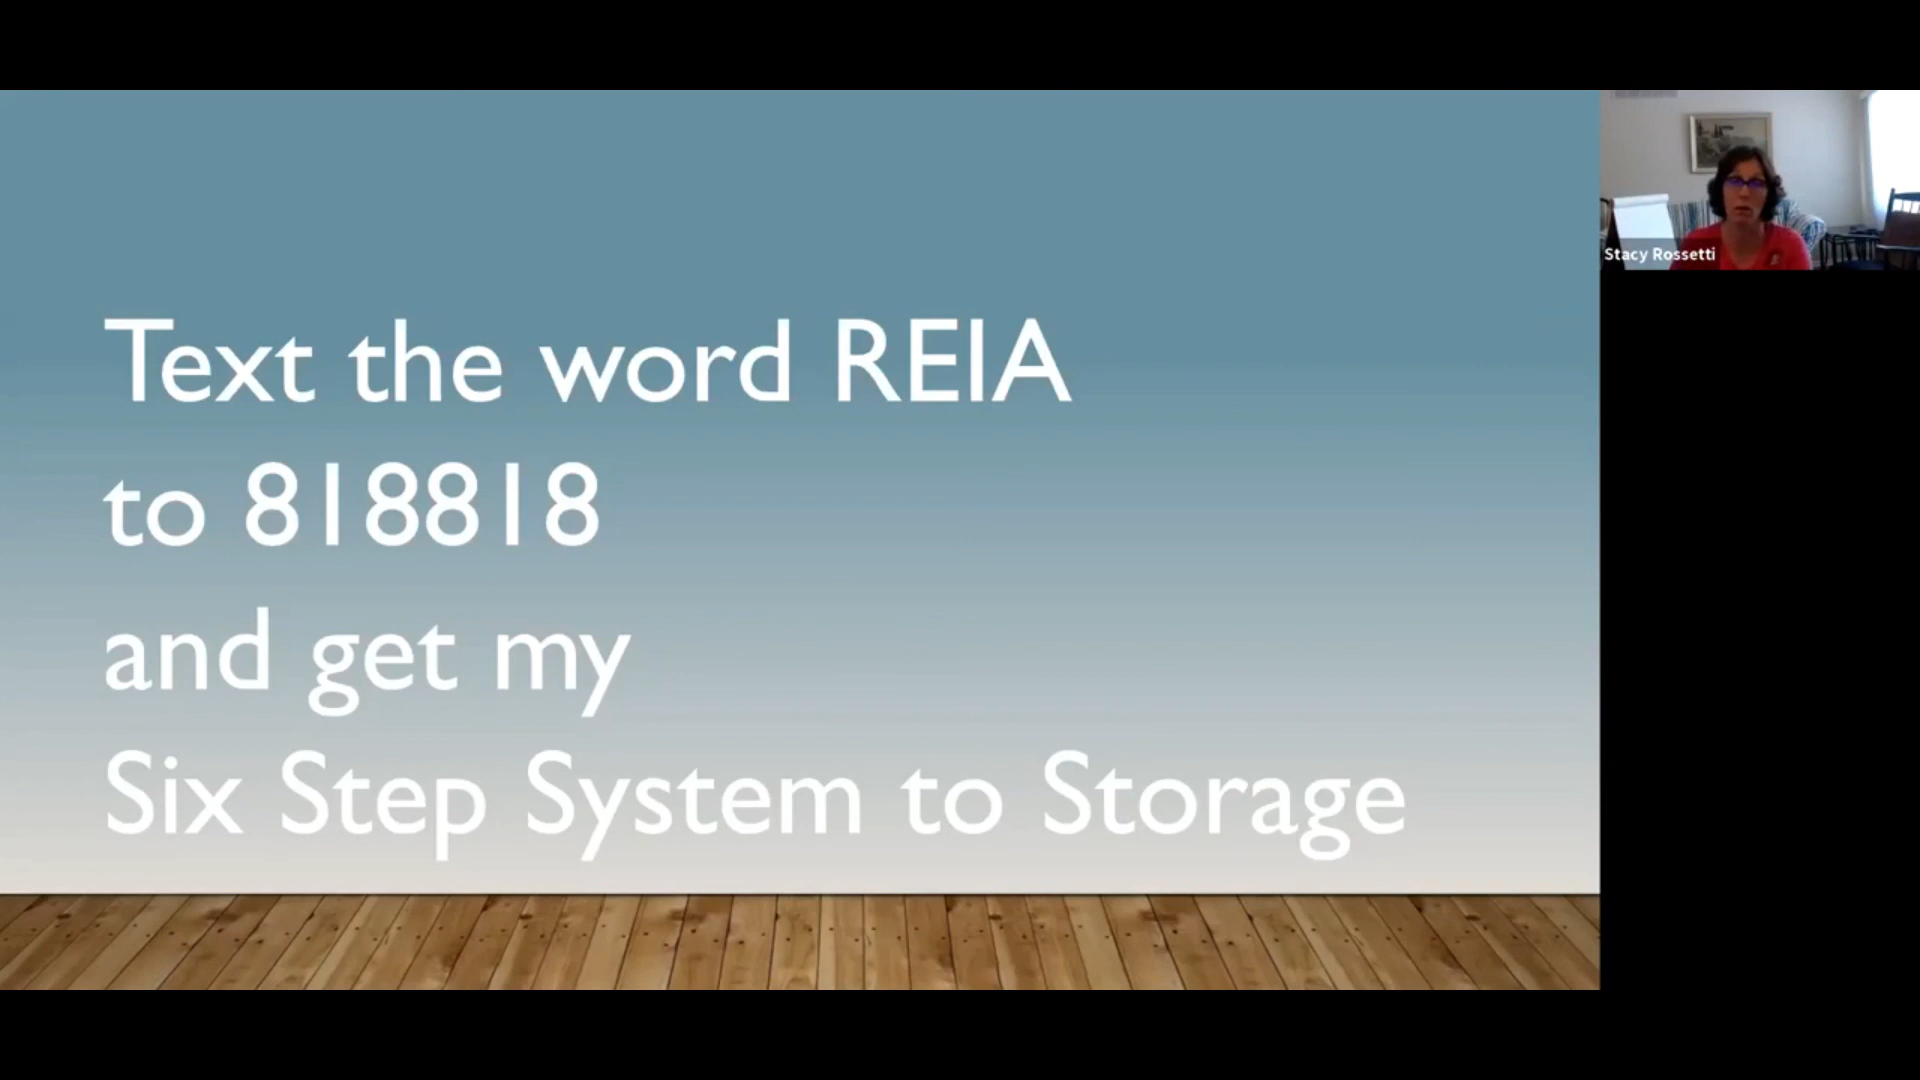 Text the word REIA
to 818818
and get my
Six Step System to Storage
Stacy Rossetti